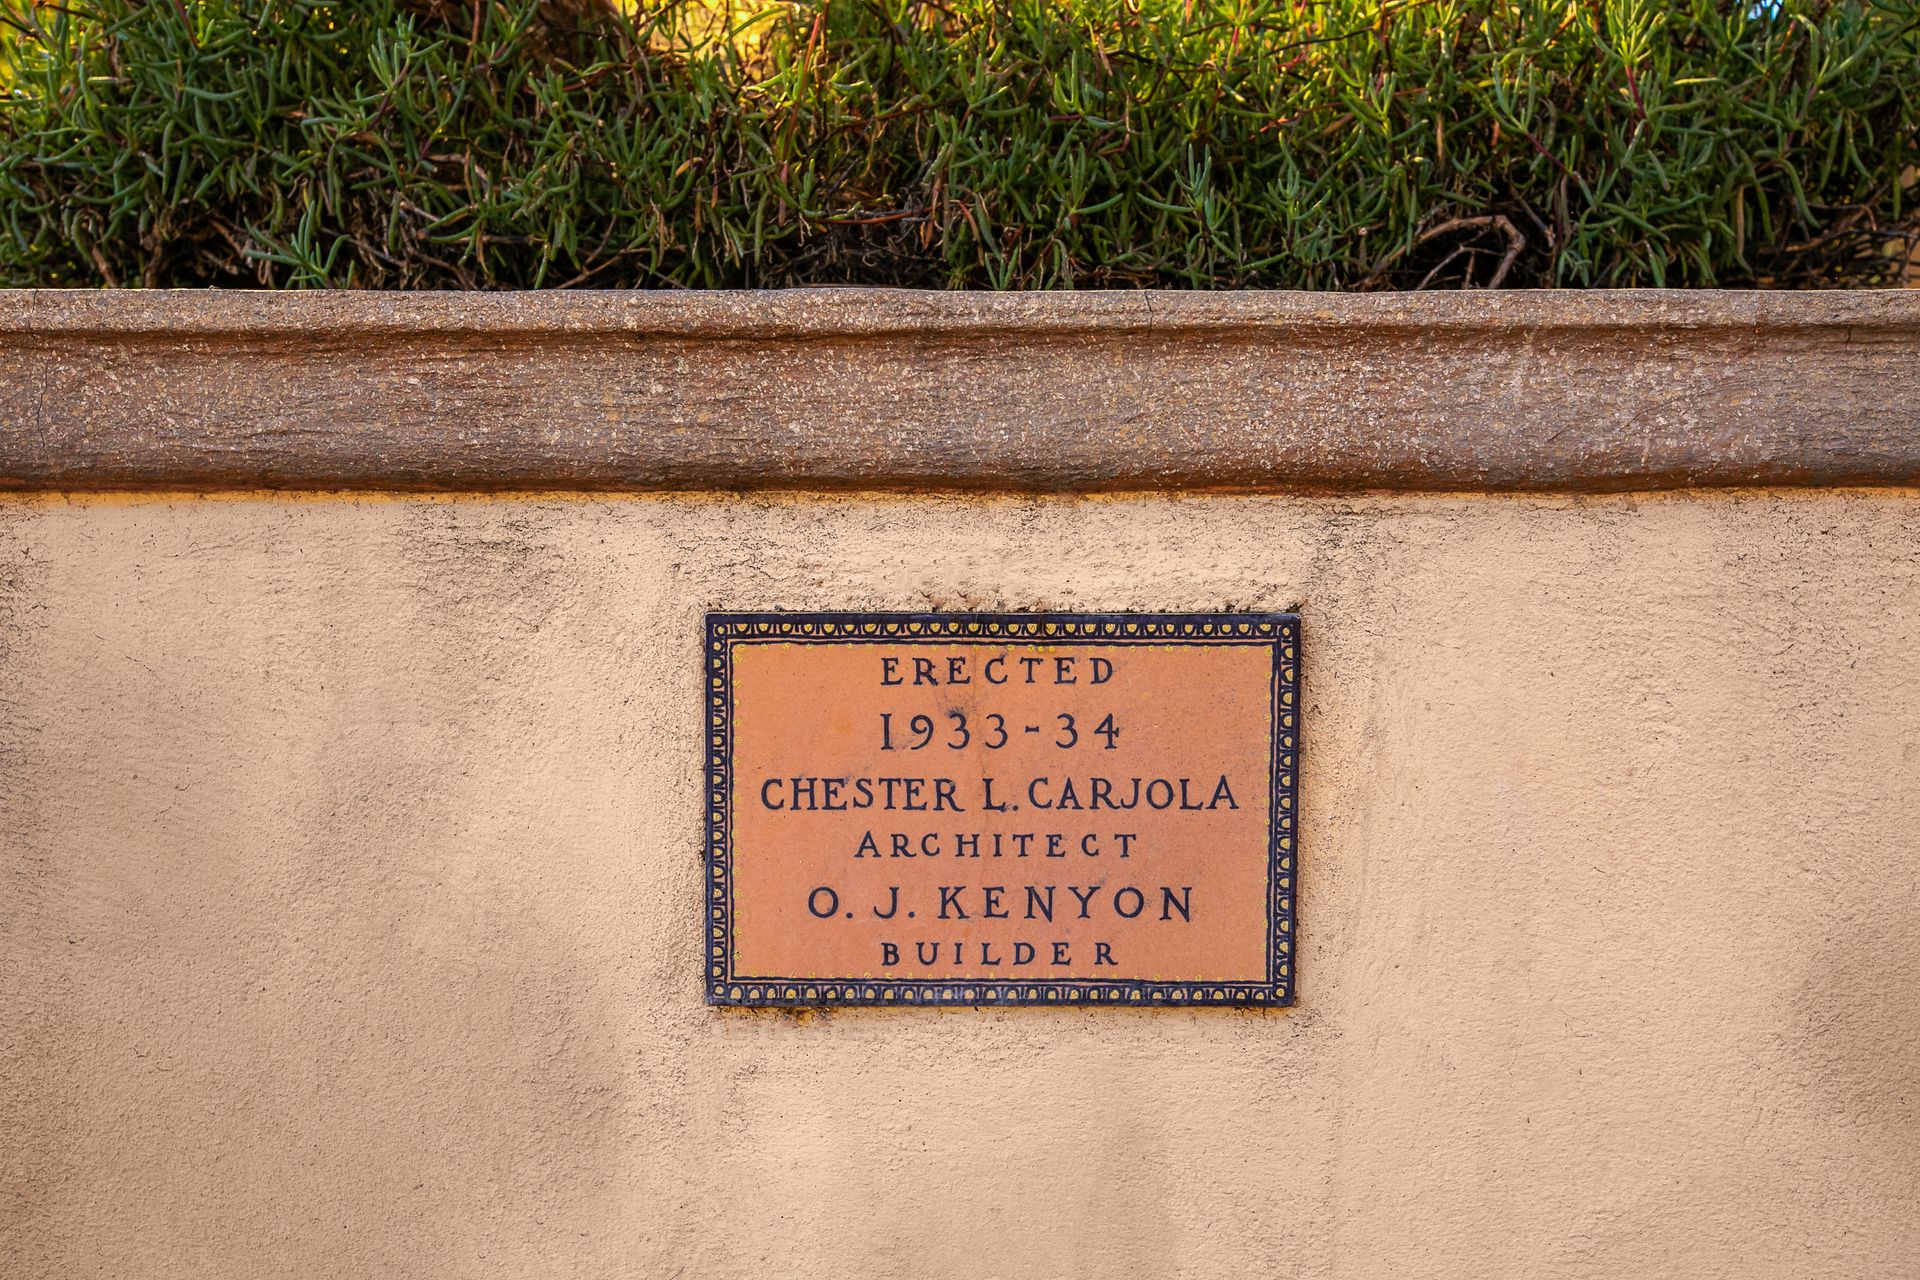 ERECTED
1933-34
CHESTER L. CARJOLA
ARCHITECT
O. J. KENYON
BUILDER